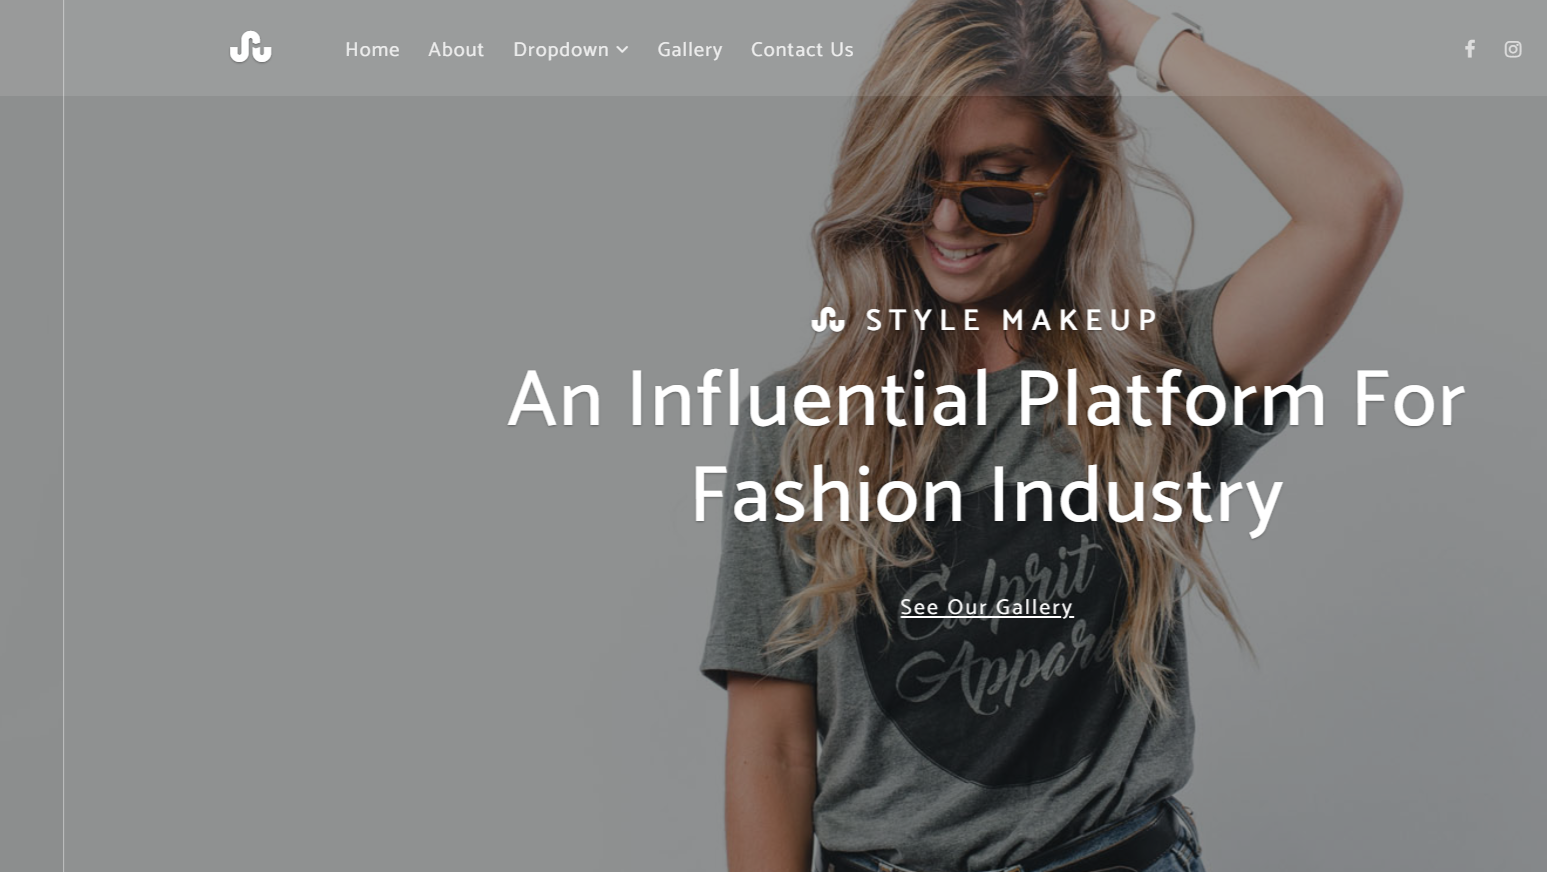 Home About Dropdown Gallery Contact Us
STYLE MAKEUP
An Influential Platform For
Fashion Industry
See Our Gallery
Culprit
Apparel